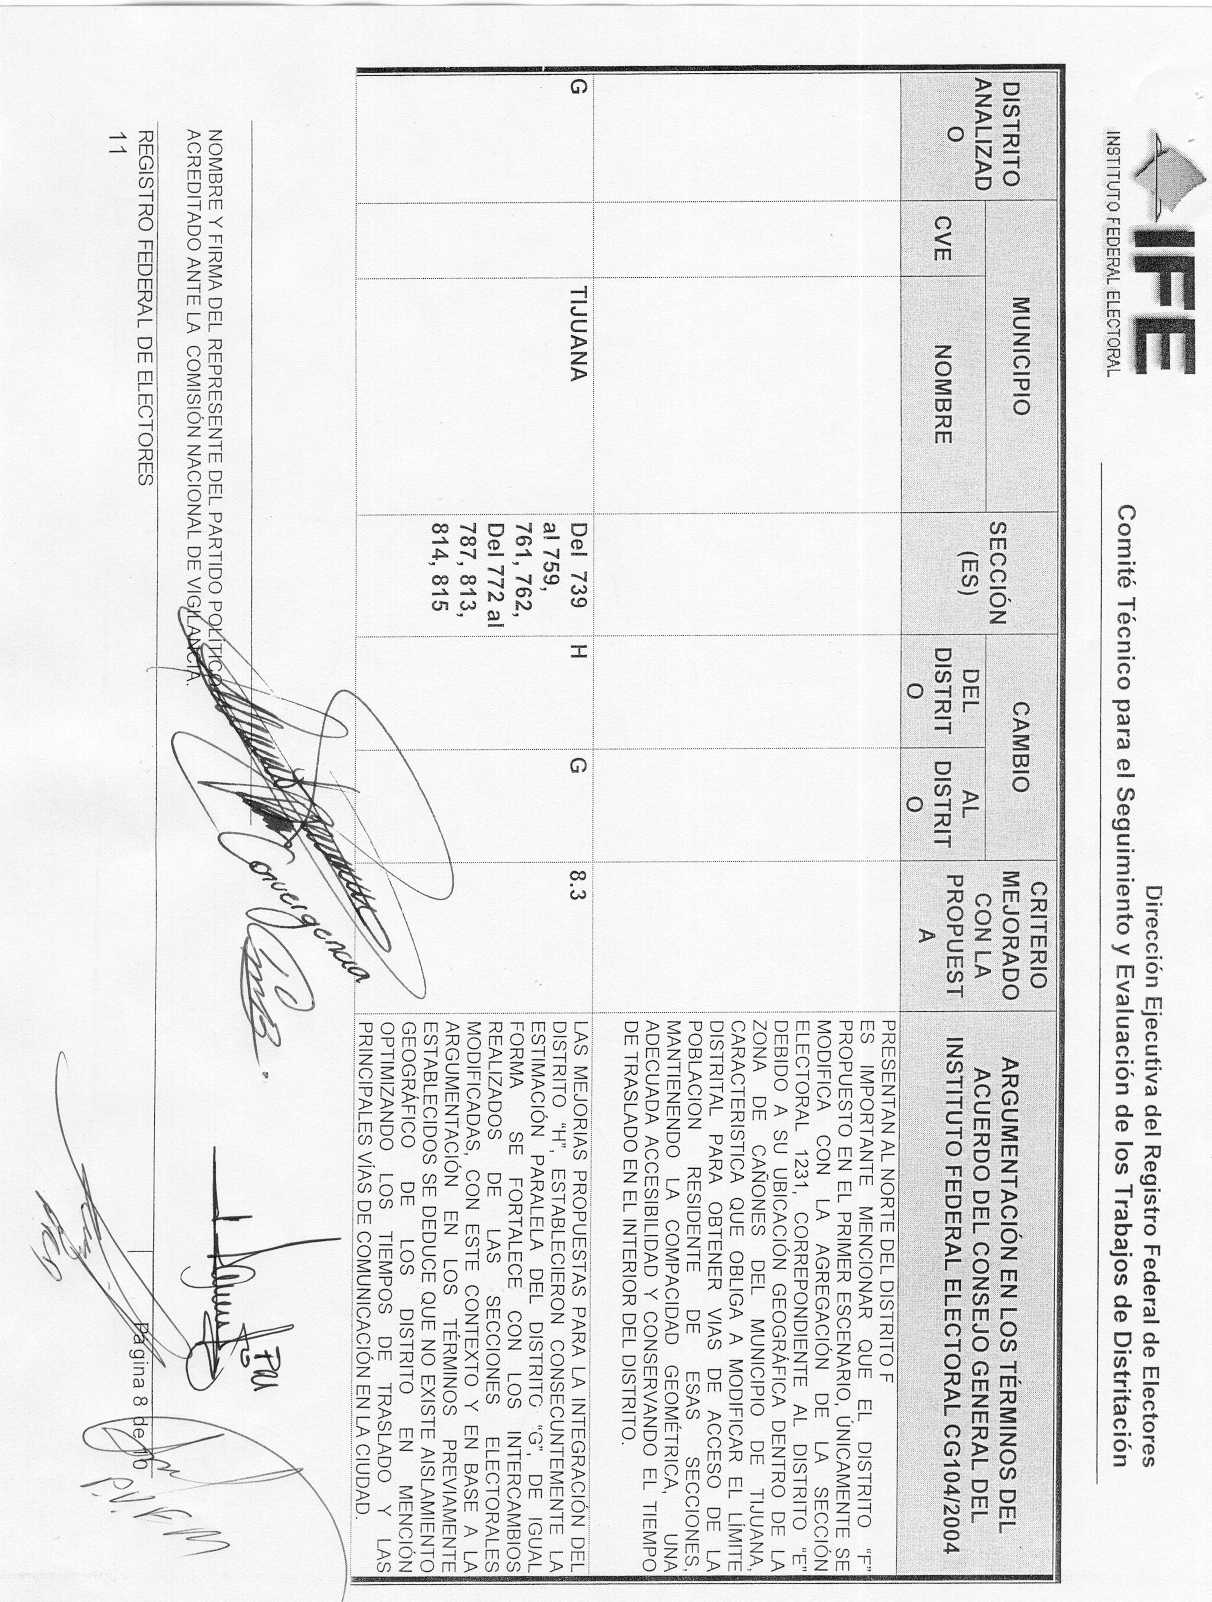 IFE
INSTITUTO FEDERAL ELECTORAL
Dirección Ejecutiva del Registro Federal de Electores
Comité Técnico para el Seguimiento y Evaluación de los Trabajos de Distritación
DISTRITO
ANALIZAD
O
MUNICIPIO
CVE
NOMBRE
SECCIÓN
(ES)
CAMBIO
DEL
DISTRIT
O
AL
DISTRIT
O
CRITERIO
MEJORADO
CON LA
PROPUEST
A
ARGUMENTACIÓN EN LOS TÉRMINOS DEL
ACUERDO DEL CONSEJO GENERAL DEL
INSTITUTO FEDERAL ELECTORAL CG104/2004
PRESENTAN AL NORTE DEL DISTRITO F
ES IMPORTANTE MENCIONAR QUE EL DISTRITO "F"
PROPUESTO EN EL PRIMER ESCENARIO, ÚNICAMENTE SE
MODIFICA CON LA AGREGACIÓN DE LA SECCIÓN
ELECTORAL 1231, CORREPONDIENTE AL DISTRITO "E"
DEBIDO A SU UBICACIÓN GEOGRÁFICA DENTRO DE LA
ZONA DE CAÑONES DEL MUNICIPIO DE TIJUANA,
CARACTERISTICA QUE OBLIGA A MODIFICAR EL LÍMITE
DISTRITAL PARA OBTENER VIAS DE ACCESO DE LA
POBLACION RESIDENTE DE ESAS SECCIONES,
MANTENIENDO LA COMPACIDAD GEOMÉTRICA, UNA
ADECUADA ACCESIBILIDAD Y CONSERVANDO EL TIEMPO
DE TRASLADO EN EL INTERIOR DEL DISTRITO.
G
TIJUANA
Del 739
al 759,
761, 762,
Del 772 al
787, 813,
814, 815
H
G
8.3
LAS MEJORIAS PROPUESTAS PARA LA INTEGRACIÓN DEL
DISTRITO "H", ESTABLECIERON CONSECUNTEMENTE LA
ESTIMACIÓN PARALELA DEL DISTRITO "G", DE IGUAL
FORMA SE FORTALECE CON LOS INTERCAMBIOS
REALIZADOS DE LAS SECCIONES ELECTORALES
MODIFICADAS, CON ESTE CONTEXTO Y EN BASE A LA
ARGUMENTACIÓN EN LOS TÉRMINOS PREVIAMENTE
ESTABLECIDOS SE DEDUCE QUE NO EXISTE AISLAMIENTO
GEOGRÁFICO DE LOS DISTRITO EN MENCIÓN
OPTIMIZANDO LOS TIEMPOS DE TRASLADO Y LAS
PRINCIPALES VÍAS DE COMUNICACIÓN EN LA CIUDAD.
NOMBRE Y FIRMA DEL REPRESENTE DEL PARTIDO POLÍTICO
ACREDITADO ANTE LA COMISIÓN NACIONAL DE VIGILANCIA.
Convergencia
P.V.E.M
REGISTRO FEDERAL DE ELECTORES
Página 8 de 110
11